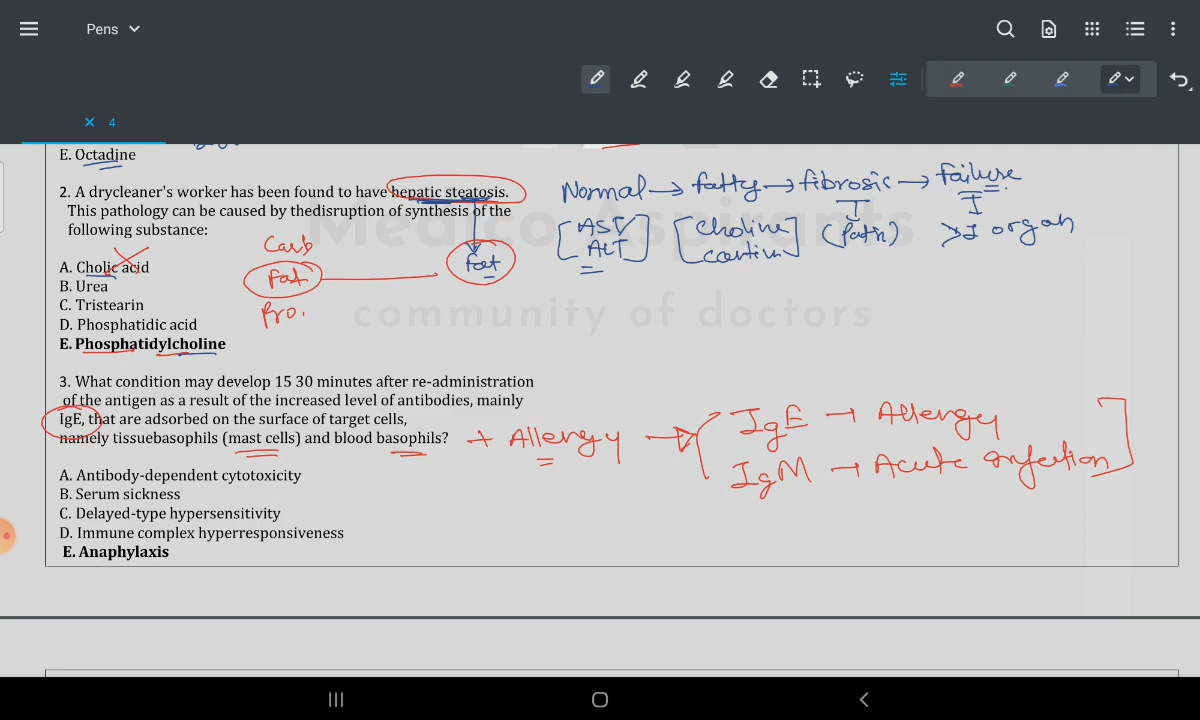 Pens
4
E. Octadine
2. A drycleaner's worker has been found to have hepatic steatosis.
This pathology can be caused by thedisruption of synthesis of the
following substance:
A. Cholic acid
B. Urea
C. Tristearin
D. Phosphatidic acid
E. Phosphatidylcholine
Carb
Fat
Pro.
fat
Normal → fatty → fibrosis → failure
[AST
ALT]
[choline
(Path)
organ
Medico Aspirants
community of doctors
3. What condition may develop 15 30 minutes after re-administration
of the antigen as a result of the increased level of antibodies, mainly
IgE, that are adsorbed on the surface of target cells,
namely tissuebasophils (mast cells) and blood basophils?
+ Allergy →
IgE → Allergy
IgM → Acute infection
A. Antibody-dependent cytotoxicity
B. Serum sickness
C. Delayed-type hypersensitivity
D. Immune complex hyperresponsiveness
E. Anaphylaxis